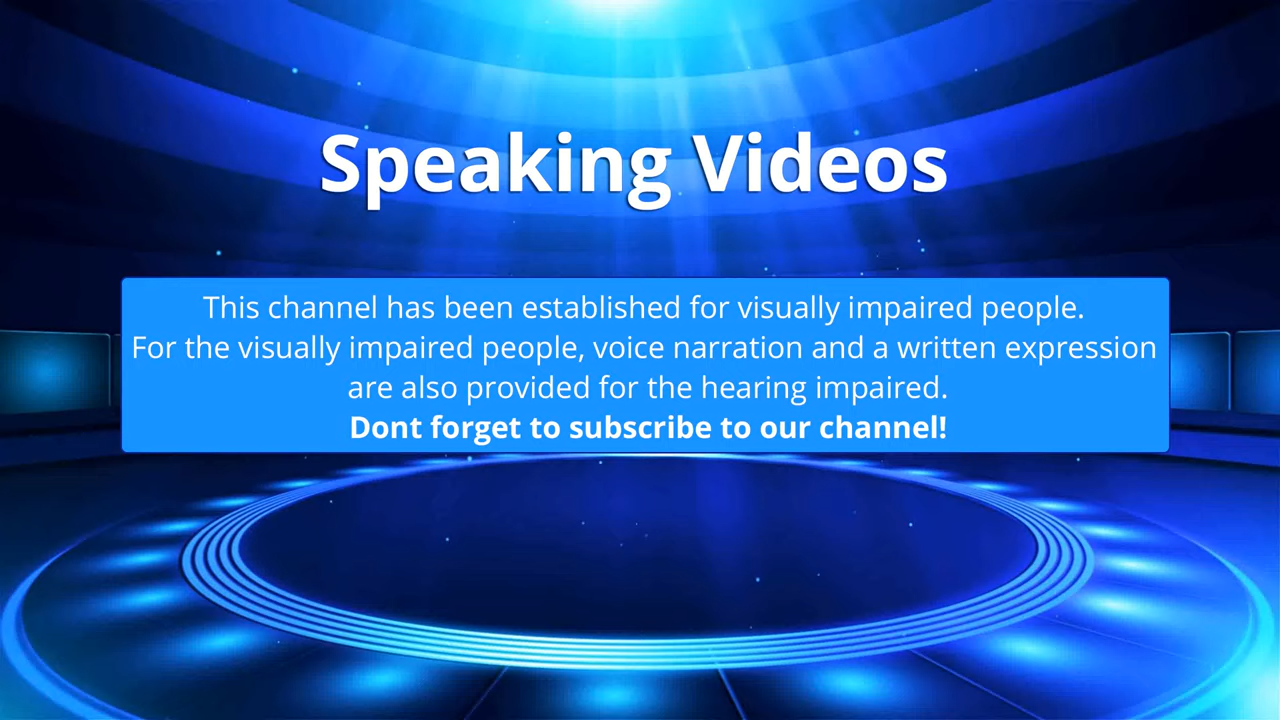 Speaking Videos
This channel has been established for visually impaired people.
For the visually impaired people, voice narration and a written expression
are also provided for the hearing impaired.
Dont forget to subscribe to our channel!